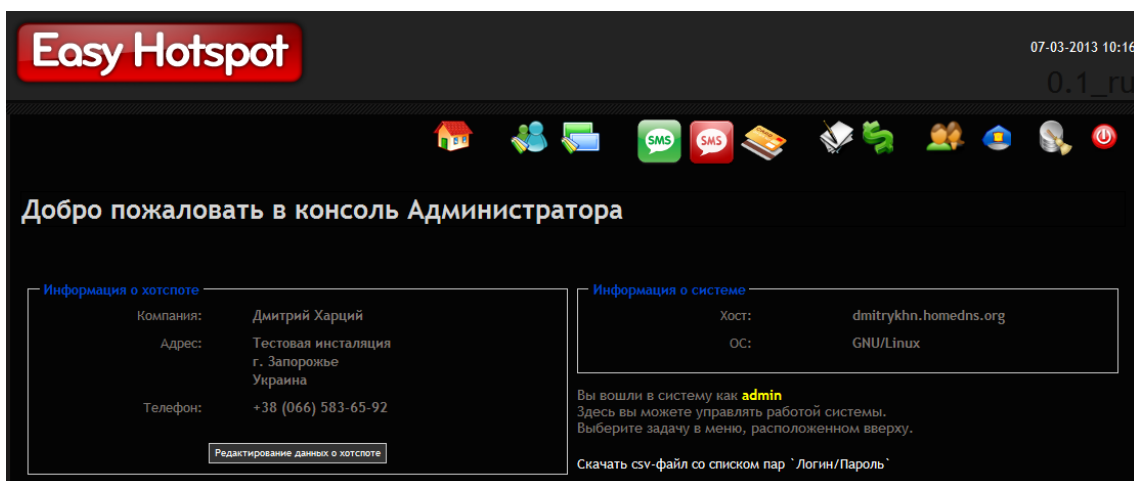 Easy Hotspot
07-03-2013 10:16
0.1_ru
SMS SMS
Добро пожаловать в консоль Администратора
Информация о хотспоте
Компания: Дмитрий Харций
Адрес: Тестовая инсталяция
г. Запорожье
Украина
Телефон: +38 (066) 583-65-92
Редактирование данных о хотспоте
Информация о системе
Хост: dmitrykhn.homedns.org
ОС: GNU/Linux
Вы вошли в систему как admin
Здесь вы можете управлять работой системы.
Выберите задачу в меню, расположенном вверху.
Скачать csv-файл со списком пар `Логин/Пароль`